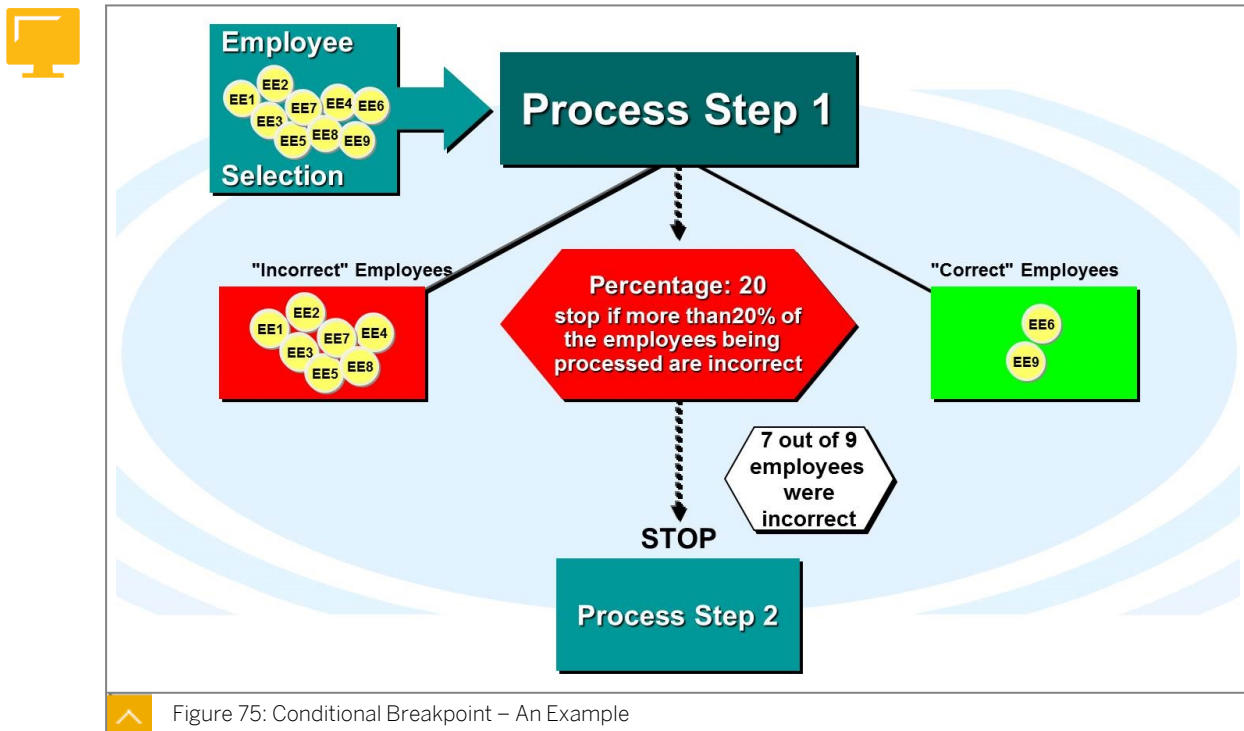 Employee
EE1
EE2
EE7
EE4
EE6
EE3
EE5
EE8
EE9
Selection
Process Step 1
"Incorrect" Employees
EE1
EE2
EE7
EE4
EE3
EE5
EE8
Percentage: 20
stop if more than20% of
the employees being
processed are incorrect
"Correct" Employees
EE6
EE9
7 out of 9
employees
were
incorrect
STOP
Process Step 2
Figure 75: Conditional Breakpoint – An Example